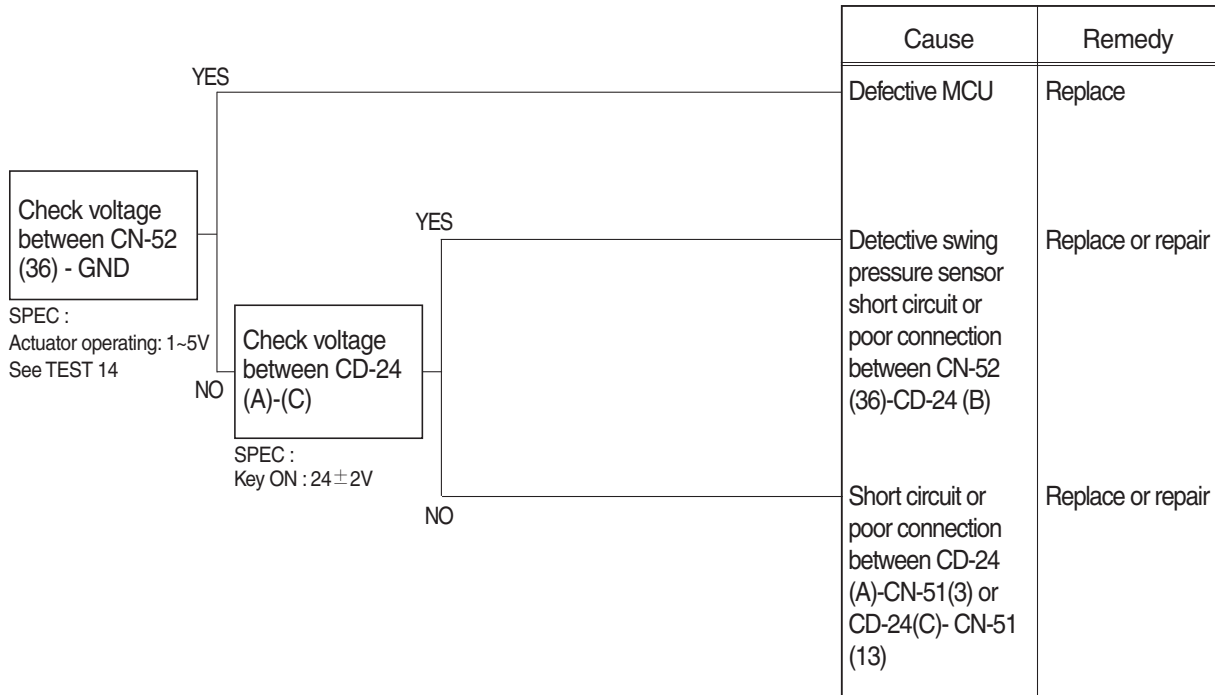 Cause
Remedy
YES
Defective MCU
Replace
Check voltage
between CN-52
(36) - GND
SPEC :
Actuator operating: 1~5V
See TEST 14
NO
YES
Detective swing
pressure sensor
short circuit or
poor connection
between CN-52
(36)-CD-24 (B)
Replace or repair
Check voltage
between CD-24
(A)-(C)
SPEC :
Key ON : 24±2V
NO
Short circuit or
poor connection
between CD-24
(A)-CN-51(3) or
CD-24(C)- CN-51
(13)
Replace or repair